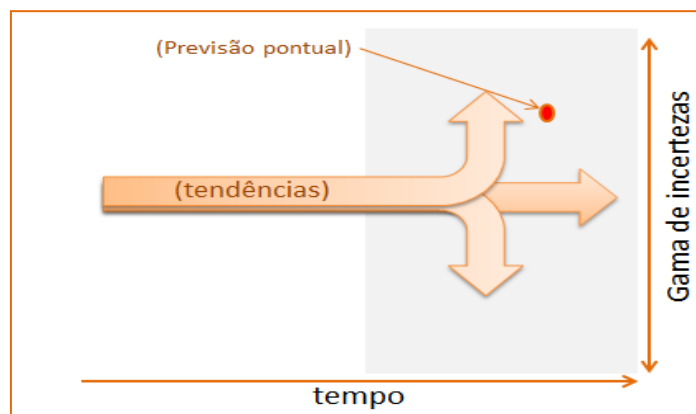 (Previsão pontual)
(tendências)
Gama de incertezas
tempo